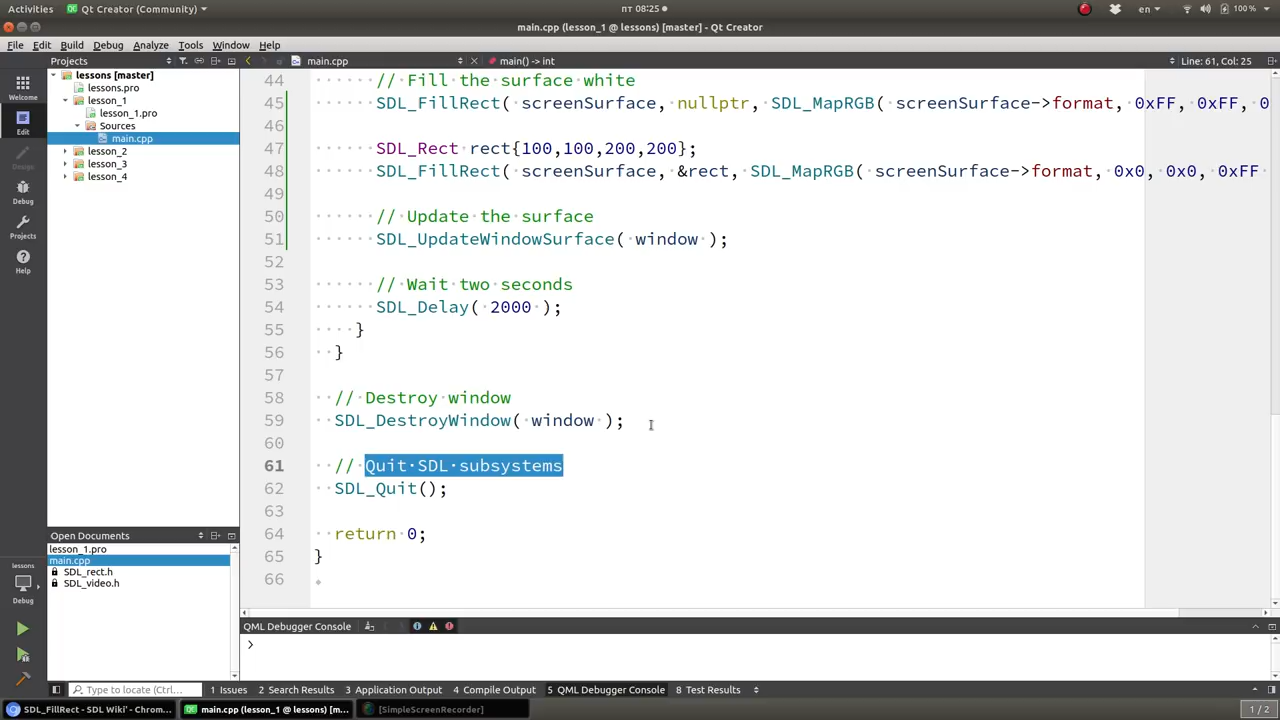 Activities Qt Creator (Community) пт 08:25 en 100 %
main.cpp (lesson_1 @ lessons) [master] - Qt Creator
File Edit Build Debug Analyze Tools Window Help
Projects main.cpp main() -> int Line: 61, Col: 25
Welcome
Edit
Design
Debug
Projects
Help
lessons
Debug
lessons [master]
lessons.pro
lesson_1
lesson_1.pro
Sources
main.cpp
lesson_2
lesson_3
lesson_4
Open Documents
lesson_1.pro
main.cpp
SDL_rect.h
SDL_video.h
44 // Fill the surface white
45 SDL_FillRect( screenSurface, nullptr, SDL_MapRGB( screenSurface->format, 0xFF, 0xFF, 0
46
47 SDL_Rect rect{100,100,200,200};
48 SDL_FillRect( screenSurface, &rect, SDL_MapRGB( screenSurface->format, 0x0, 0x0, 0xFF
49
50 // Update the surface
51 SDL_UpdateWindowSurface( window );
52
53 // Wait two seconds
54 SDL_Delay( 2000 );
55 }
56 }
57
58 // Destroy window
59 SDL_DestroyWindow( window );
60
61 // Quit SDL subsystems
62 SDL_Quit();
63
64 return 0;
65 }
66
QML Debugger Console
>
Type to locate (Ctrl... 1 Issues 2 Search Results 3 Application Output 4 Compile Output 5 QML Debugger Console 8 Test Results
SDL_FillRect - SDL Wiki' - Chrom... main.cpp (lesson_1 @ lessons) [m... [SimpleScreenRecorder] 1 / 2